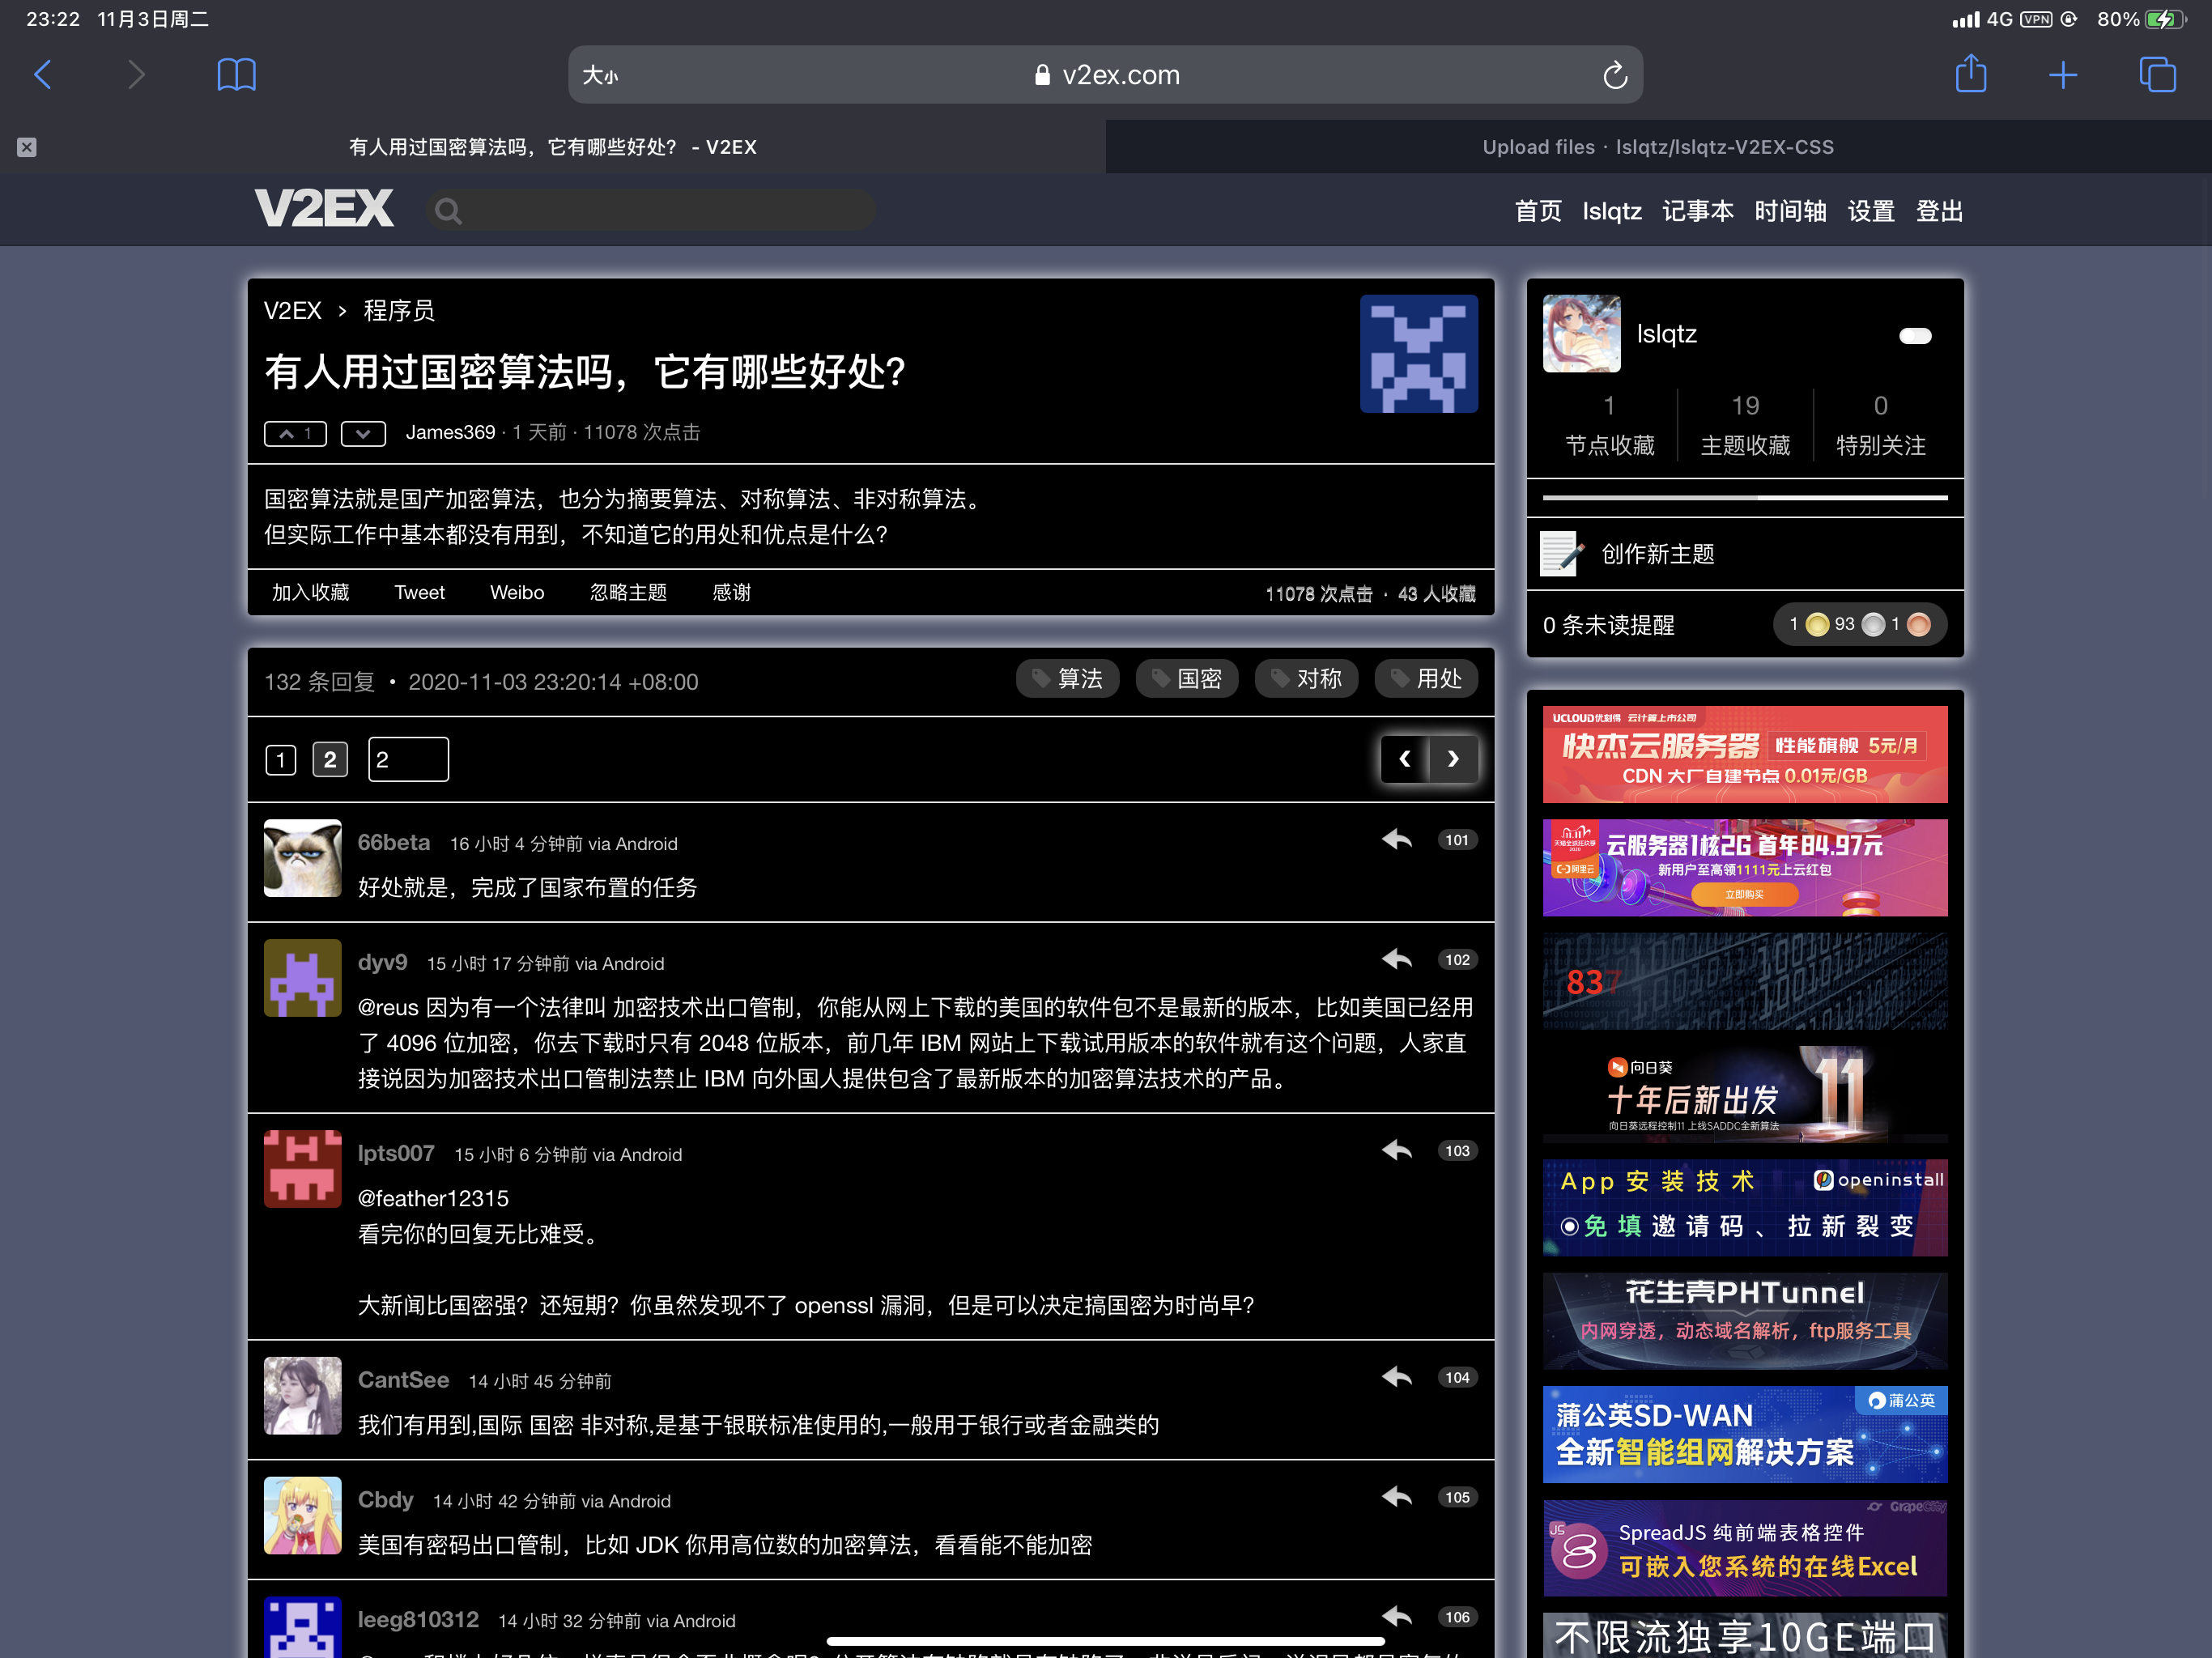 23:22 11月3日周二
4G VPN 80%
大小
v2ex.com
有人用过国密算法吗，它有哪些好处？ - V2EX
Upload files · lslqtz/lslqtz-V2EX-CSS
V2EX
首页 lslqtz 记事本 时间轴 设置 登出
V2EX › 程序员
有人用过国密算法吗，它有哪些好处？
1
James369 · 1 天前 · 11078 次点击
国密算法就是国产加密算法，也分为摘要算法、对称算法、非对称算法。
但实际工作中基本都没有用到，不知道它的用处和优点是什么？
加入收藏 Tweet Weibo 忽略主题 感谢
11078 次点击 · 43 人收藏
132 条回复 • 2020-11-03 23:20:14 +08:00
算法 国密 对称 用处
1 2 2
‹ ›
66beta 16 小时 4 分钟前 via Android 101
好处就是，完成了国家布置的任务
dyv9 15 小时 17 分钟前 via Android 102
@reus 因为有一个法律叫 加密技术出口管制，你能从网上下载的美国的软件包不是最新的版本，比如美国已经用
了 4096 位加密，你去下载时只有 2048 位版本，前几年 IBM 网站上下载试用版本的软件就有这个问题，人家直
接说因为加密技术出口管制法禁止 IBM 向外国人提供包含了最新版本的加密算法技术的产品。
lpts007 15 小时 6 分钟前 via Android 103
@feather12315
看完你的回复无比难受。
大新闻比国密强？还短期？你虽然发现不了 openssl 漏洞，但是可以决定搞国密为时尚早？
CantSee 14 小时 45 分钟前 104
我们有用到,国际 国密 非对称,是基于银联标准使用的,一般用于银行或者金融类的
Cbdy 14 小时 42 分钟前 via Android 105
美国有密码出口管制，比如 JDK 你用高位数的加密算法，看看能不能加密
leeg810312 14 小时 32 分钟前 via Android 106
lslqtz
1 19 0
节点收藏 主题收藏 特别关注
创作新主题
0 条未读提醒
1 93 1
UCLOUD优刻得 云计算上市公司
快杰云服务器 性能旗舰 5元/月
CDN 大厂自建节点 0.01元/GB
阿里云
云服务器1核2G 首年84.97元
新用户至高领1111元上云红包
立即购买
837
向日葵
十年后新出发
11
向日葵远程控制11 上线SADDC全新算法
App 安装技术
openinstall
免填邀请码、拉新裂变
花生壳PHTunnel
内网穿透，动态域名解析，ftp服务工具
蒲公英
蒲公英SD-WAN
全新智能组网解决方案
GrapeCity
JS
SpreadJS 纯前端表格控件
可嵌入您系统的在线Excel
不限流独享10GE端口